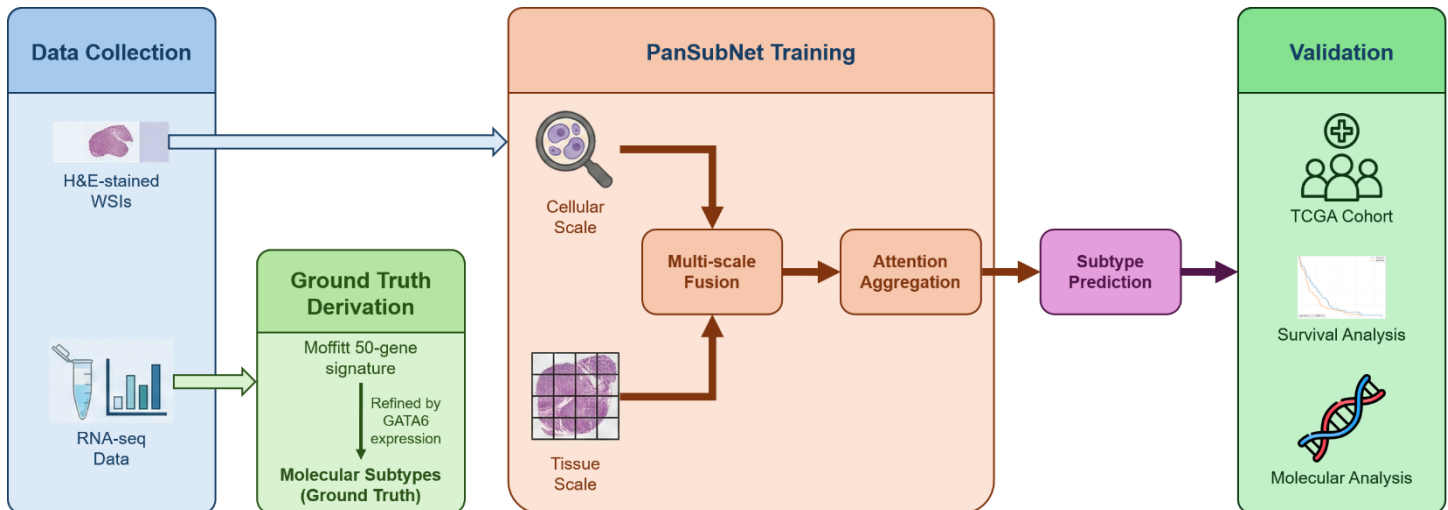 Data Collection
H&E-stained
WSIs
RNA-seq
Data
Ground Truth
Derivation
Moffitt 50-gene
signature
Refined by
GATA6
expression
Molecular Subtypes
(Ground Truth)
PanSubNet Training
Cellular
Scale
Tissue
Scale
Multi-scale
Fusion
Attention
Aggregation
Subtype
Prediction
Validation
TCGA Cohort
Survival Analysis
Molecular Analysis